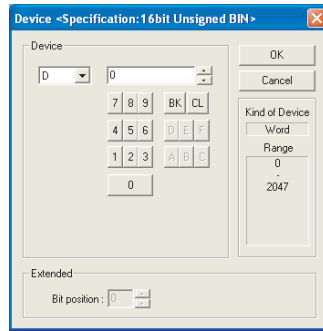 Device <Specification:16bit Unsigned BIN>
Device
D
0
7 8 9 BK CL
4 5 6 D E F
1 2 3 A B C
0
OK
Cancel
Kind of Device
Word
Range
0
-
2047
Extended
Bit position : 0